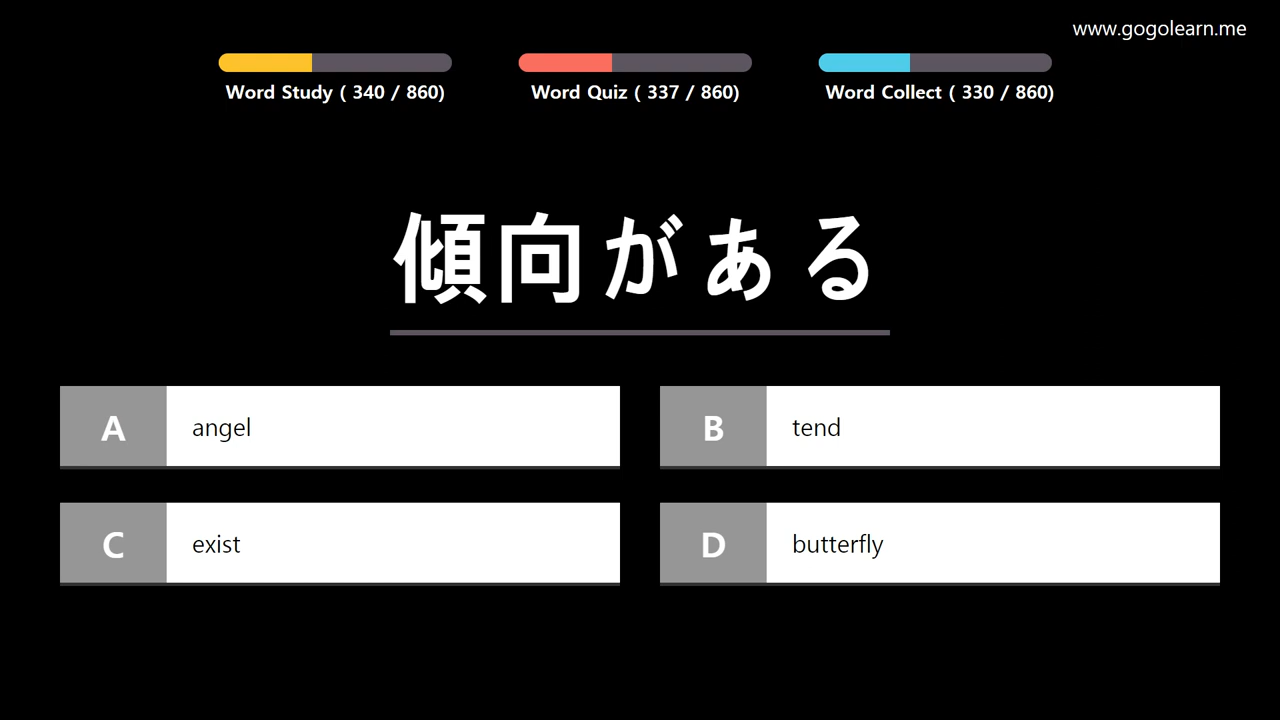 www.gogolearn.me
Word Study ( 340 / 860)
Word Quiz ( 337 / 860)
Word Collect ( 330 / 860)
傾向がある
A angel
B tend
C exist
D butterfly